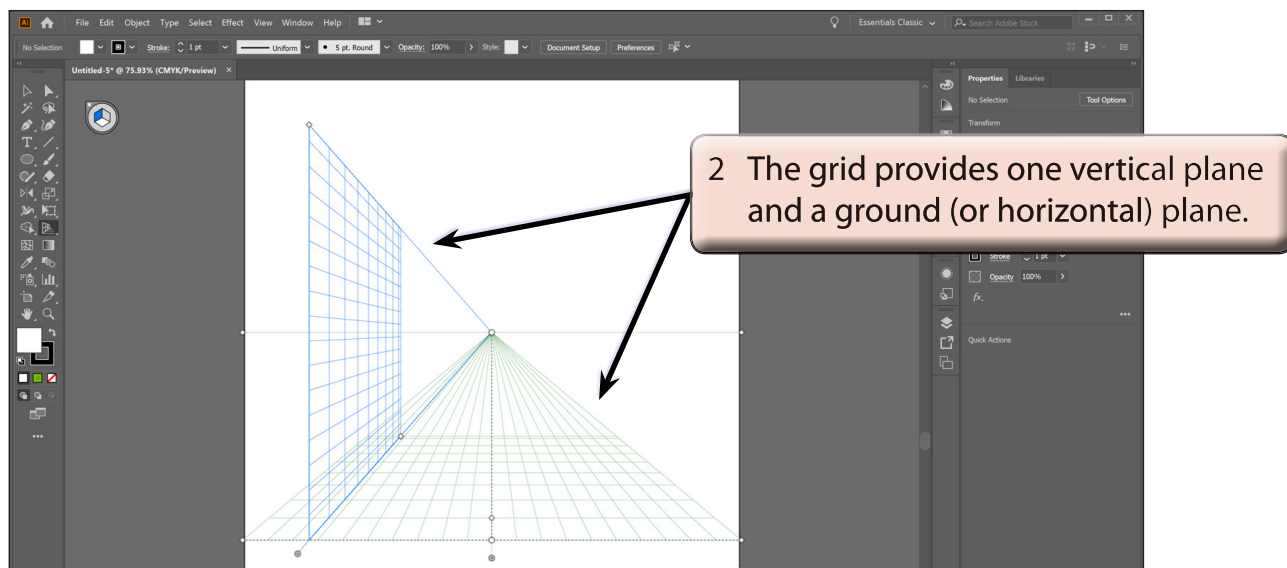 Ai File Edit Object Type Select Effect View Window Help Essentials Classic Search Adobe Stock
No Selection Stroke: 1 pt Uniform 5 pt. Round Opacity: 100% Style: Document Setup Preferences
Untitled-5* @ 75.93% (CMYK/Preview) ×
Properties Libraries
No Selection Tool Options
Transform
2 The grid provides one vertical plane
and a ground (or horizontal) plane.
Stroke 1 pt
Opacity 100%
fx.
Quick Actions